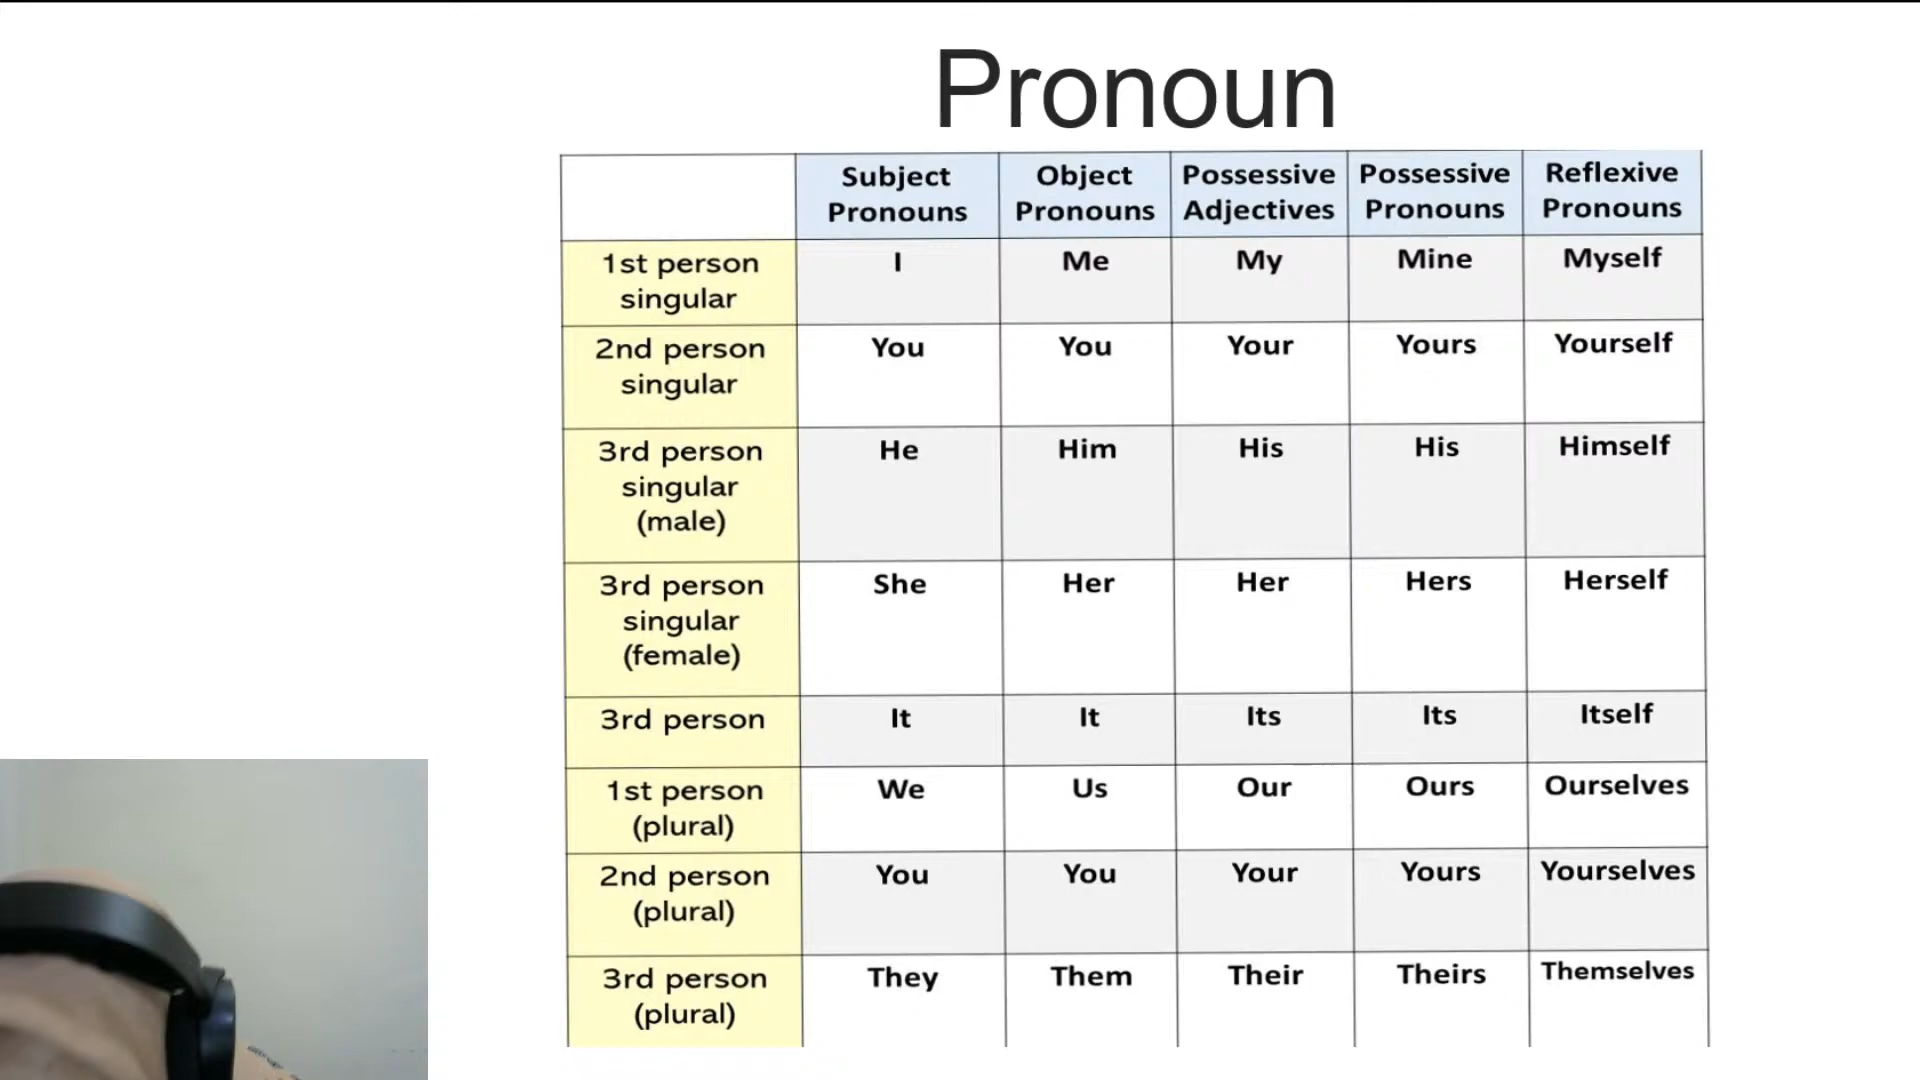 Pronoun
Subject Pronouns Object Pronouns Possessive Adjectives Possessive Pronouns Reflexive Pronouns
1st person singular I Me My Mine Myself
2nd person singular You You Your Yours Yourself
3rd person singular (male) He Him His His Himself
3rd person singular (female) She Her Her Hers Herself
3rd person It It Its Its Itself
1st person (plural) We Us Our Ours Ourselves
2nd person (plural) You You Your Yours Yourselves
3rd person (plural) They Them Their Theirs Themselves